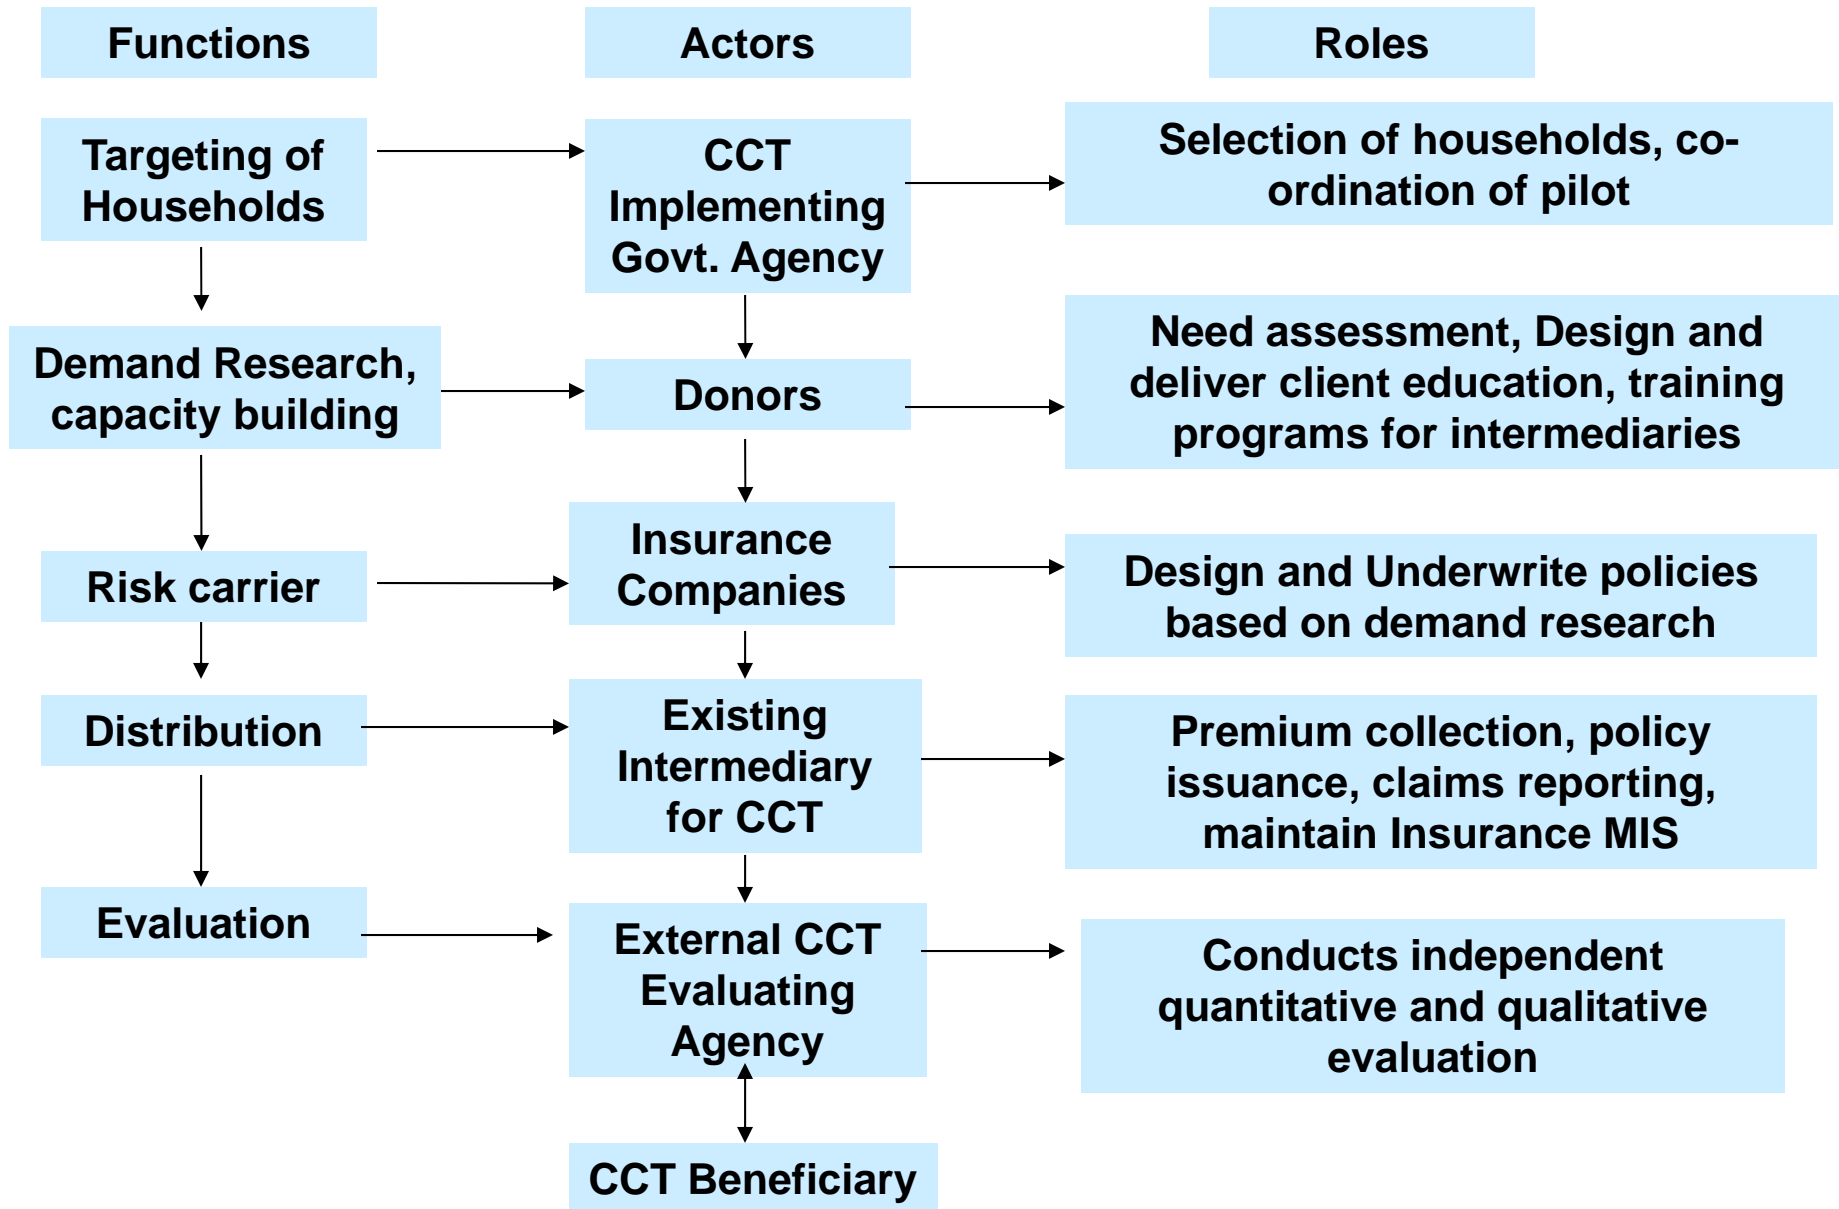 Functions
Actors
Roles
Targeting of
Households
CCT
Implementing
Govt. Agency
Selection of households, co-
ordination of pilot
Demand Research,
capacity building
Donors
Need assessment, Design and
deliver client education, training
programs for intermediaries
Risk carrier
Insurance
Companies
Design and Underwrite policies
based on demand research
Distribution
Existing
Intermediary
for CCT
Premium collection, policy
issuance, claims reporting,
maintain Insurance MIS
Evaluation
External CCT
Evaluating
Agency
Conducts independent
quantitative and qualitative
evaluation
CCT Beneficiary